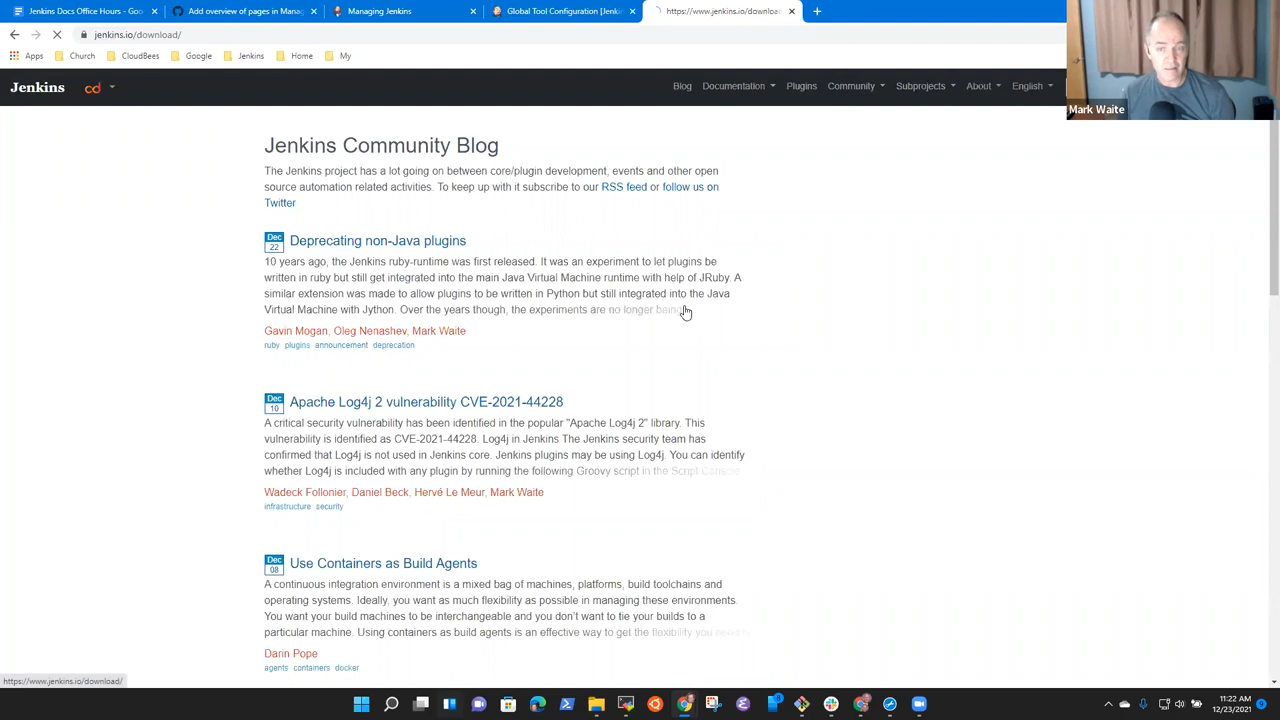 Jenkins Docs Office Hours - Goo
Add overview of pages in Manag
Managing Jenkins
Global Tool Configuration [Jenki
https://www.jenkins.io/downloa
jenkins.io/download/
Apps
Church
CloudBees
Google
Jenkins
Home
My
Jenkins
cd
Blog
Documentation
Plugins
Community
Subprojects
About
English
Mark Waite
Jenkins Community Blog
The Jenkins project has a lot going on between core/plugin development, events and other open
source automation related activities. To keep up with it subscribe to our RSS feed or follow us on
Twitter
Dec
22
Deprecating non-Java plugins
10 years ago, the Jenkins ruby-runtime was first released. It was an experiment to let plugins be
written in ruby but still get integrated into the main Java Virtual Machine runtime with help of JRuby. A
similar extension was made to allow plugins to be written in Python but still integrated into the Java
Virtual Machine with Jython. Over the years though, the experiments are no longer being
Gavin Mogan, Oleg Nenashev, Mark Waite
ruby plugins announcement deprecation
Dec
10
Apache Log4j 2 vulnerability CVE-2021-44228
A critical security vulnerability has been identified in the popular "Apache Log4j 2" library. This
vulnerability is identified as CVE-2021-44228. Log4j in Jenkins The Jenkins security team has
confirmed that Log4j is not used in Jenkins core. Jenkins plugins may be using Log4j. You can identify
whether Log4j is included with any plugin by running the following Groovy script in the Script Console
Wadeck Follonier, Daniel Beck, Hervé Le Meur, Mark Waite
infrastructure security
Dec
08
Use Containers as Build Agents
A continuous integration environment is a mixed bag of machines, platforms, build toolchains and
operating systems. Ideally, you want as much flexibility as possible in managing these environments.
You want your build machines to be interchangeable and you don't want to tie your builds to a
particular machine. Using containers as build agents is an effective way to get the flexibility you need
Darin Pope
agents containers docker
https://www.jenkins.io/download/
11:22 AM
12/23/2021